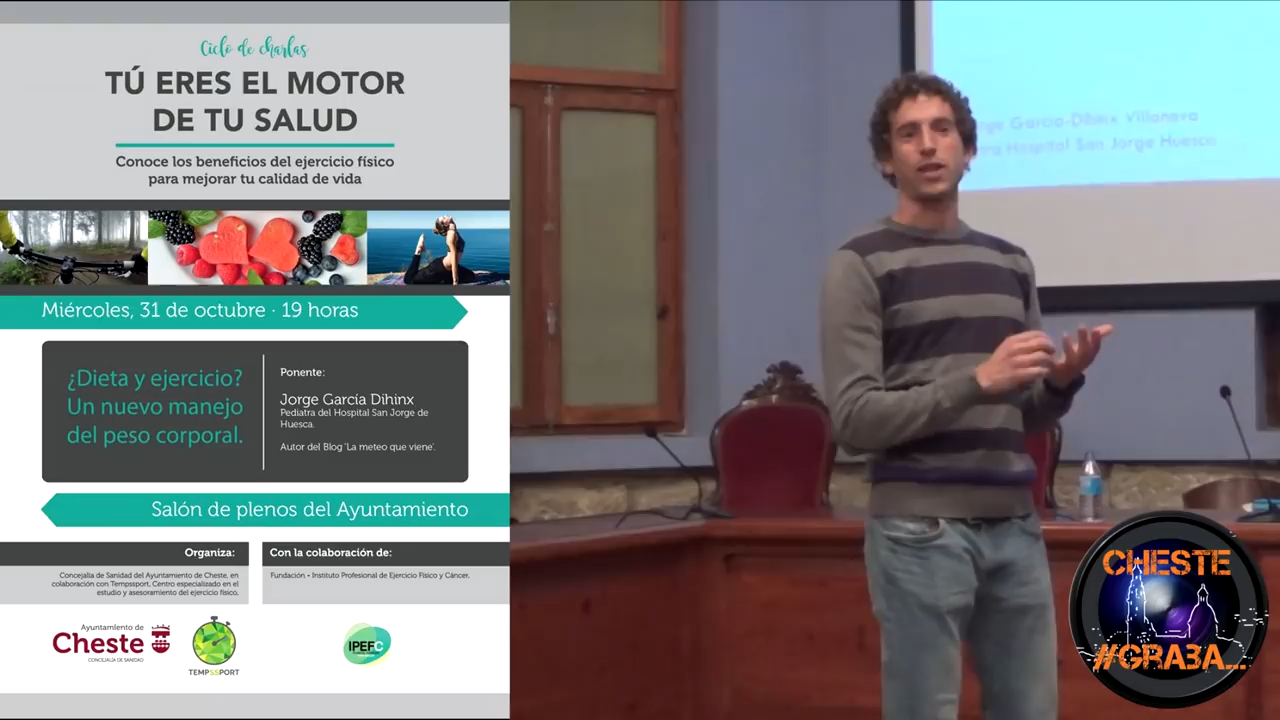 Ciclo de charlas
TÚ ERES EL MOTOR
DE TU SALUD
Conoce los beneficios del ejercicio físico
para mejorar tu calidad de vida
Miércoles, 31 de octubre · 19 horas
¿Dieta y ejercicio?
Un nuevo manejo
del peso corporal.
Ponente:
Jorge García Dihinx
Pediatra del Hospital San Jorge de
Huesca.
Autor del Blog 'La meteo que viene'.
Salón de plenos del Ayuntamiento
Organiza:
Concejalía de Sanidad del Ayuntamiento de Cheste, en
colaboración con Tempssport. Centro especializado en el
estudio y asesoramiento del ejercicio físico.
Con la colaboración de:
Fundación • Instituto Profesional de Ejercicio Físico y Cáncer.
Ayuntamiento de
Cheste
CONCEJALÍA DE SANIDAD
TEMPSSPORT
IPEFC
García-Dihinx Villanova
Hospital San Jorge Huesca
CHESTE
#GRABA...